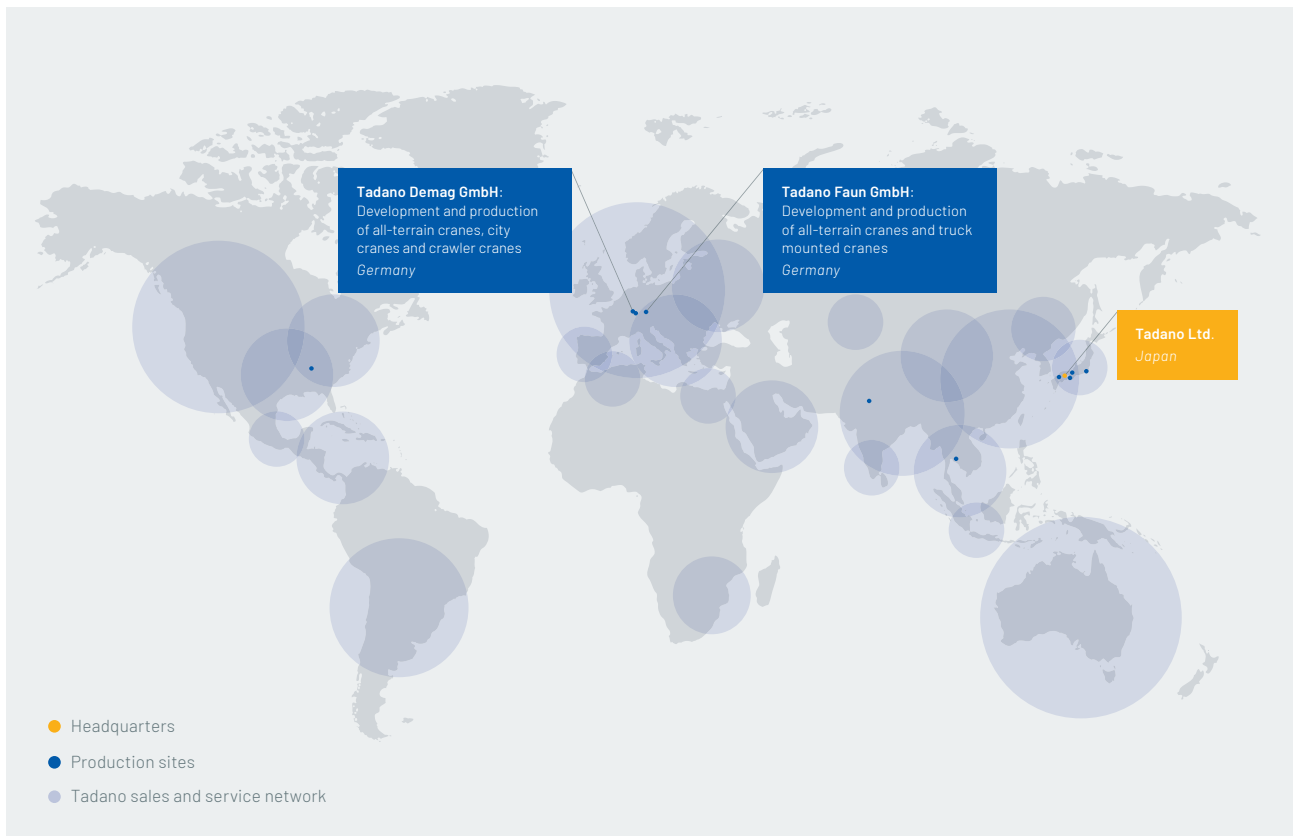 Tadano Demag GmbH:
Development and production
of all-terrain cranes, city
cranes and crawler cranes
Germany
Tadano Faun GmbH:
Development and production
of all-terrain cranes and truck
mounted cranes
Germany
Tadano Ltd.
Japan
Headquarters
Production sites
Tadano sales and service network